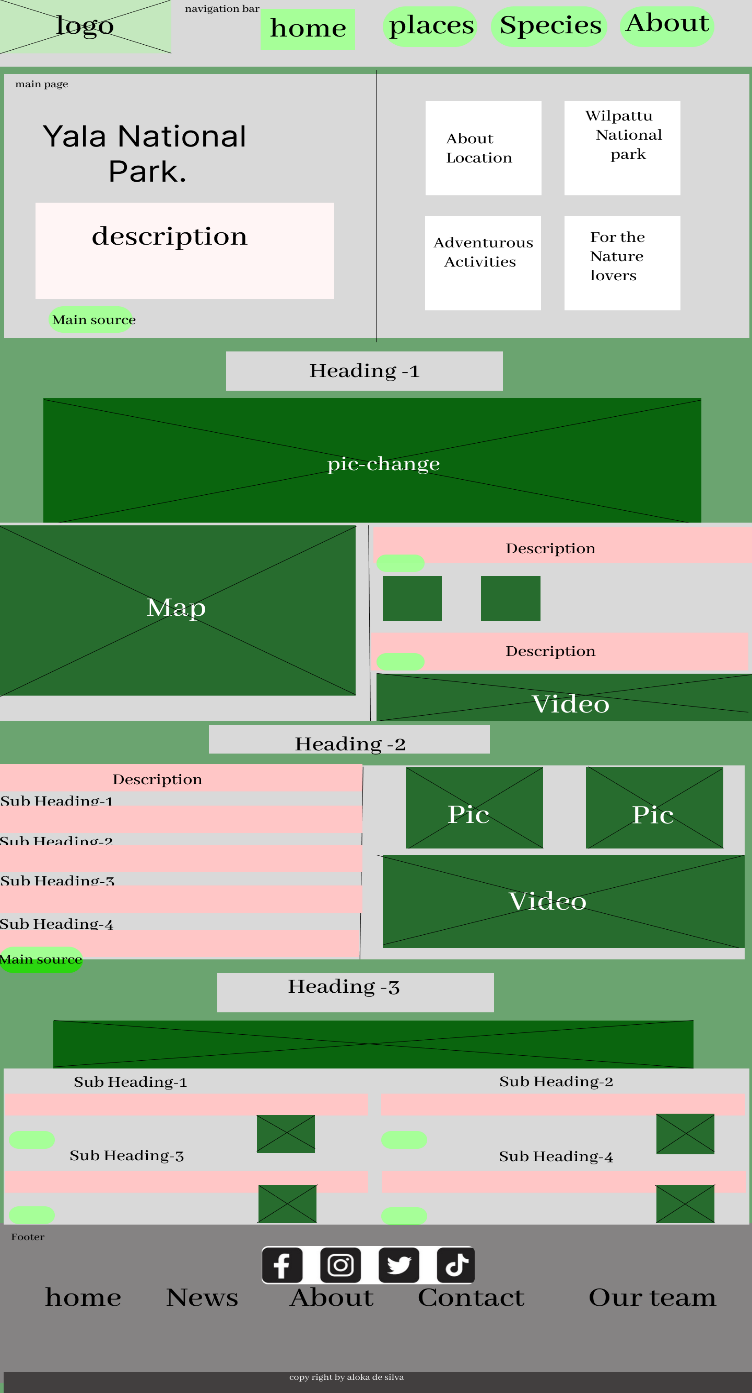 logo
navigation bar
home
places
Species
About
main page
Yala National
Park.
description
Main source
About
Location
Wilpattu
National
park
Adventurous
Activities
For the
Nature
lovers
Heading -1
pic-change
Map
Description
Description
Video
Heading -2
Description
Sub Heading-1
Sub Heading-2
Sub Heading-3
Sub Heading-4
Main source
Pic
Pic
Video
Heading -3
Sub Heading-1
Sub Heading-2
Sub Heading-3
Sub Heading-4
Footer
home News About Contact Our team
copy right by aloka de silva